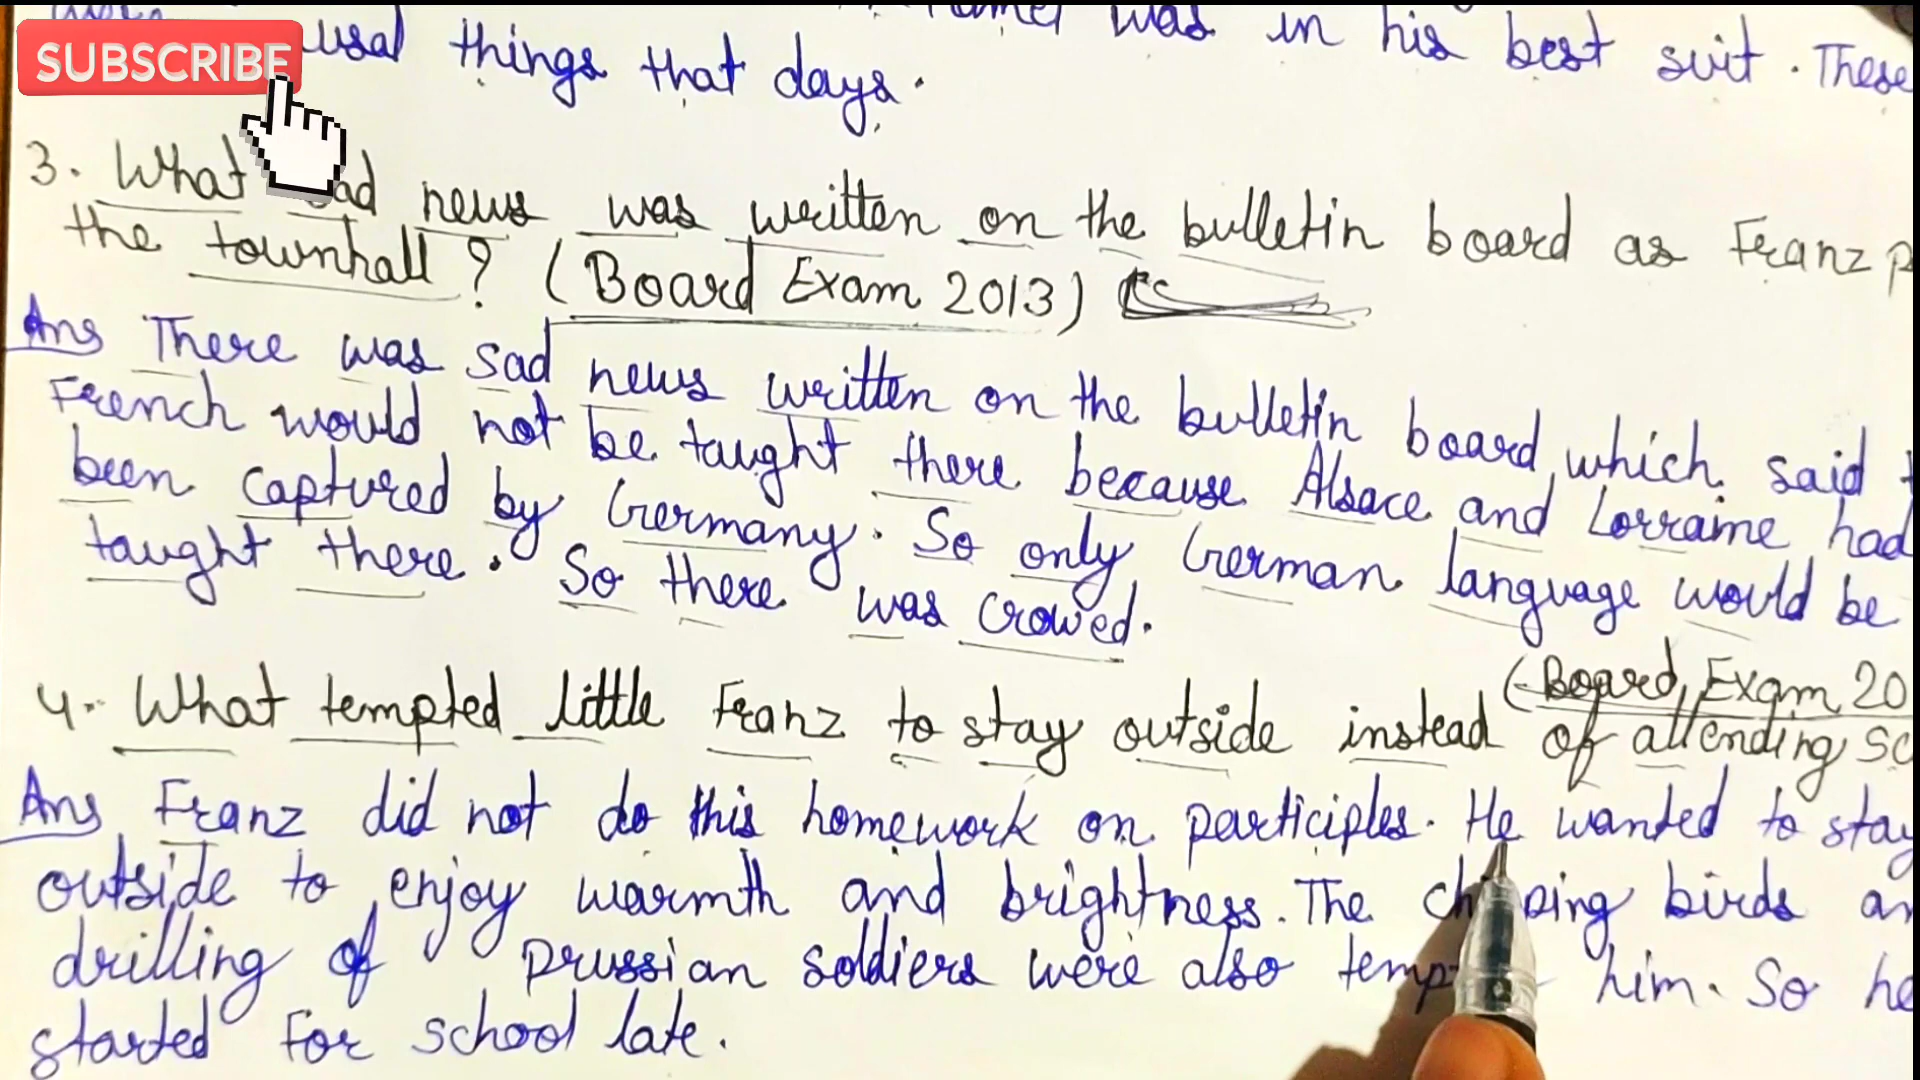 SUBSCRIBE
usal things that days.
was in his best suit. These
3. What sad news was written on the bulletin board as Franz
the townhall? (Board Exam 2013)
Ans There was sad news written on the bulletin board, which said
French would not be taught there because Alsace and Lorraine had
been captured by Germany. So only German language would be
taught there. So there was crowed.
(Board Exam 20
4. What tempted little Franz to stay outside instead of attending
Ans Franz did not do this homework on participles. He wanted to stay
outside to enjoy warmth and brightness. The birds
drilling of prussian soldiers were also him. So he
started for school late.